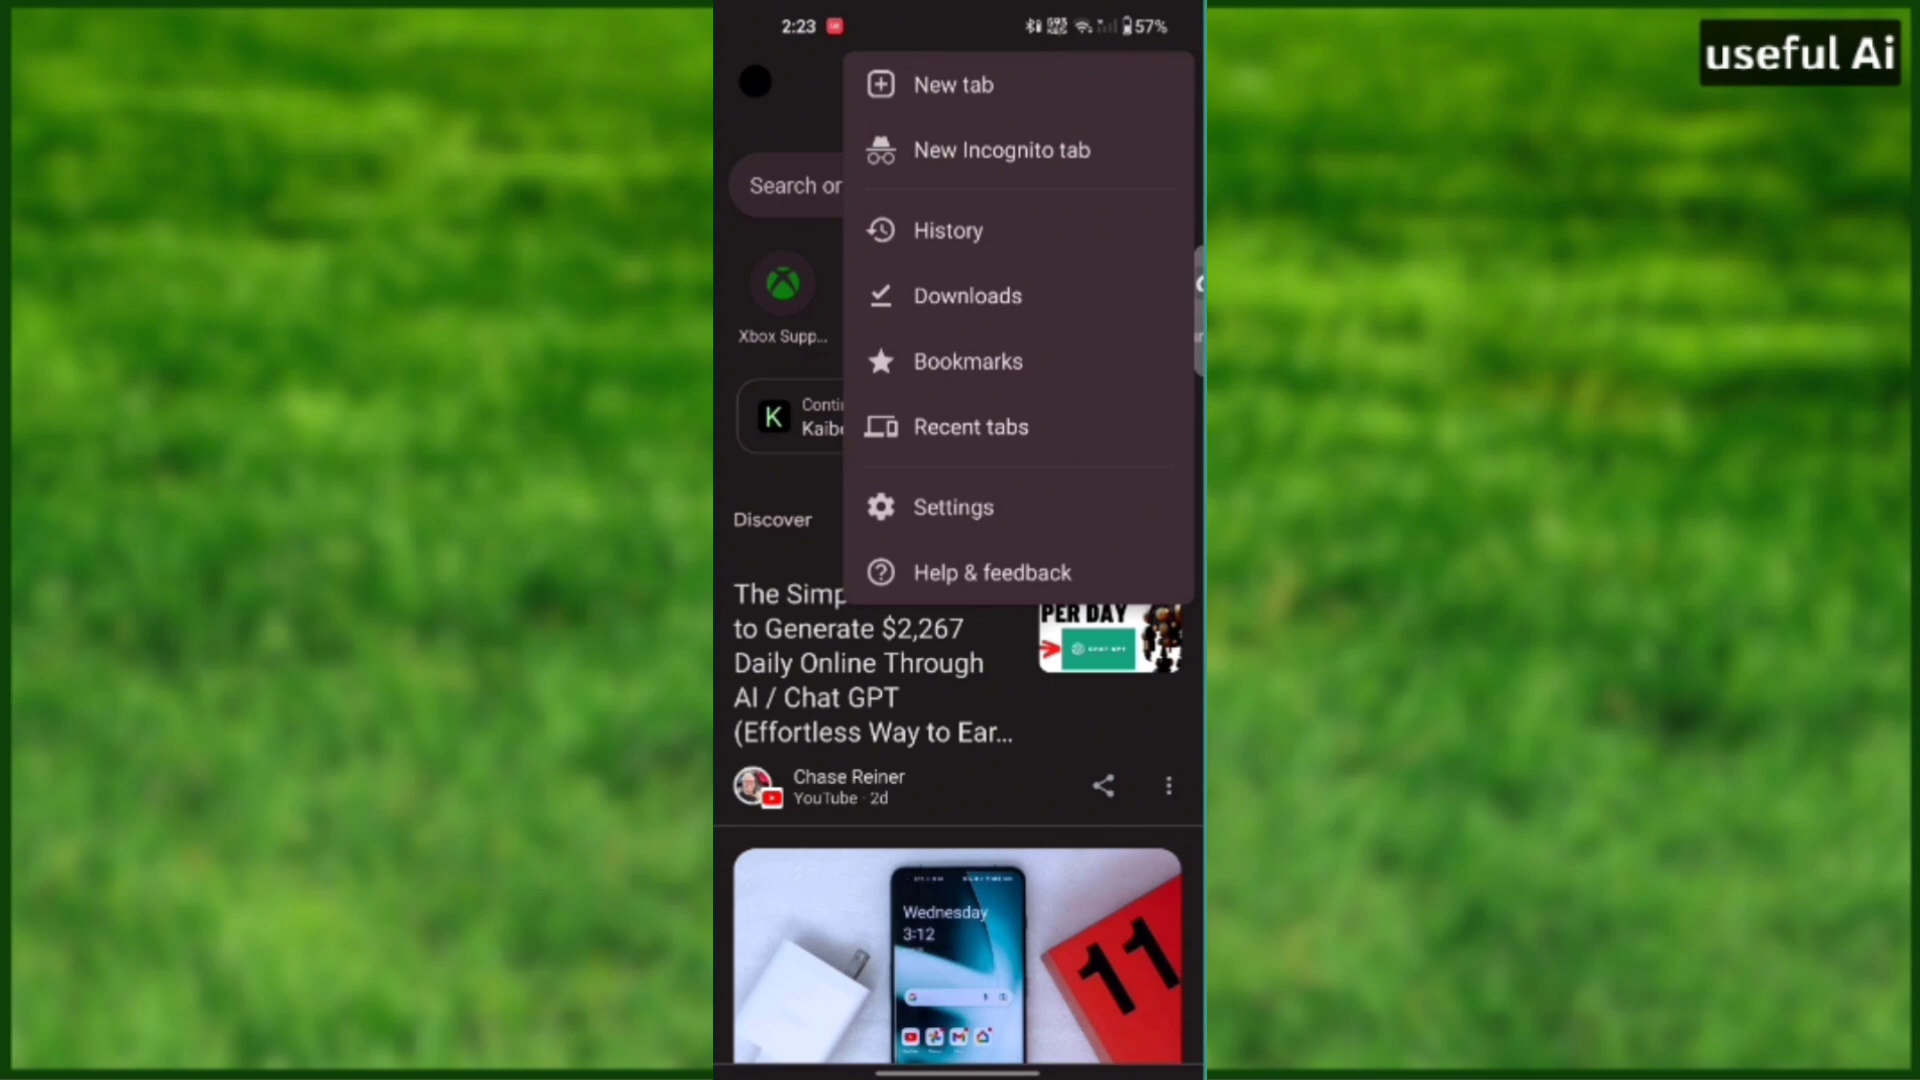 useful Ai
2:23
57%
New tab
New Incognito tab
Search or
History
Downloads
Xbox Supp...
Bookmarks
K
Conti
Kaibe
Recent tabs
Settings
Discover
Help & feedback
The Simp
to Generate $2,267
Daily Online Through
AI / Chat GPT
(Effortless Way to Ear...
PER DAY
Chase Reiner
YouTube · 2d
Wednesday
3:12
11